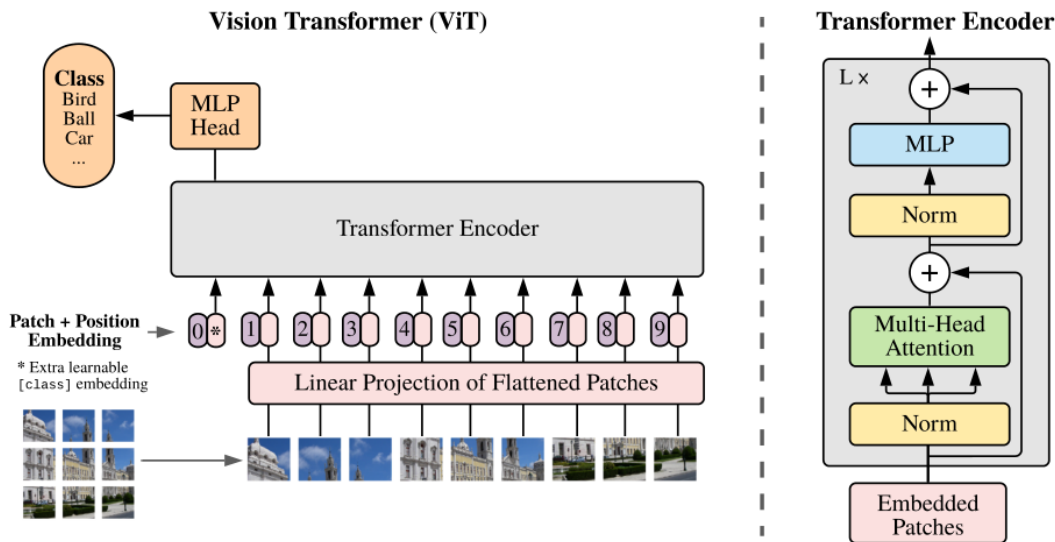 Vision Transformer (ViT)
Class
Bird
Ball
Car
...
MLP
Head
Transformer Encoder
Patch + Position
Embedding
* Extra learnable
[class] embedding
0 * 1 2 3 4 5 6 7 8 9
Linear Projection of Flattened Patches
Transformer Encoder
L x
+
MLP
Norm
+
Multi-Head
Attention
Norm
Embedded
Patches